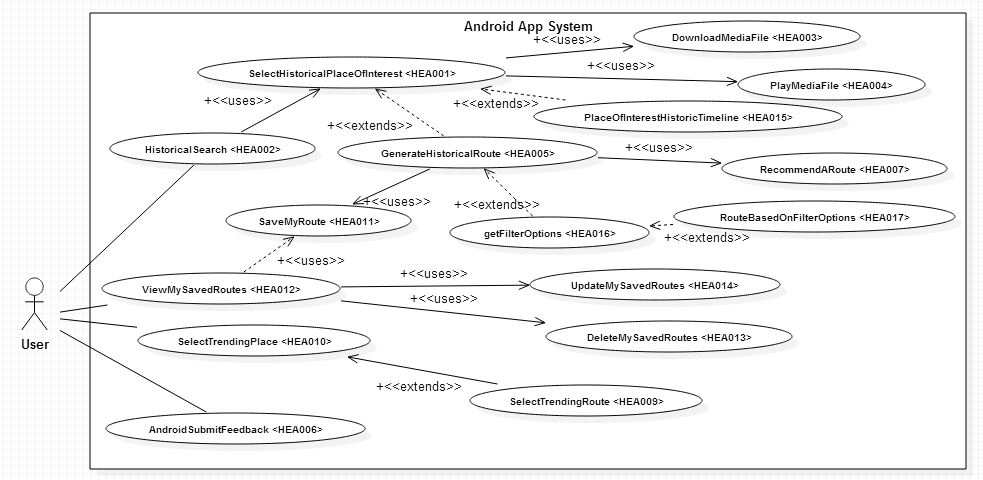 Android App System
+<<uses>>
DownloadMediaFile <HEA003>
SelectHistoricalPlaceOfInterest <HEA001>
+<<uses>>
PlayMediaFile <HEA004>
+<<uses>>
+<<extends>>
PlaceOfInterestHistoricTimeline <HEA015>
+<<extends>>
HistoricalSearch <HEA002>
GenerateHistoricalRoute <HEA005>
+<<uses>>
RecommendARoute <HEA007>
+<<uses>>
+<<extends>>
SaveMyRoute <HEA011>
RouteBasedOnFilterOptions <HEA017>
getFilterOptions <HEA016>
+<<extends>>
+<<uses>>
+<<uses>>
ViewMySavedRoutes <HEA012>
UpdateMySavedRoutes <HEA014>
+<<uses>>
DeleteMySavedRoutes <HEA013>
User
SelectTrendingPlace <HEA010>
+<<extends>>
SelectTrendingRoute <HEA009>
AndroidSubmitFeedback <HEA006>